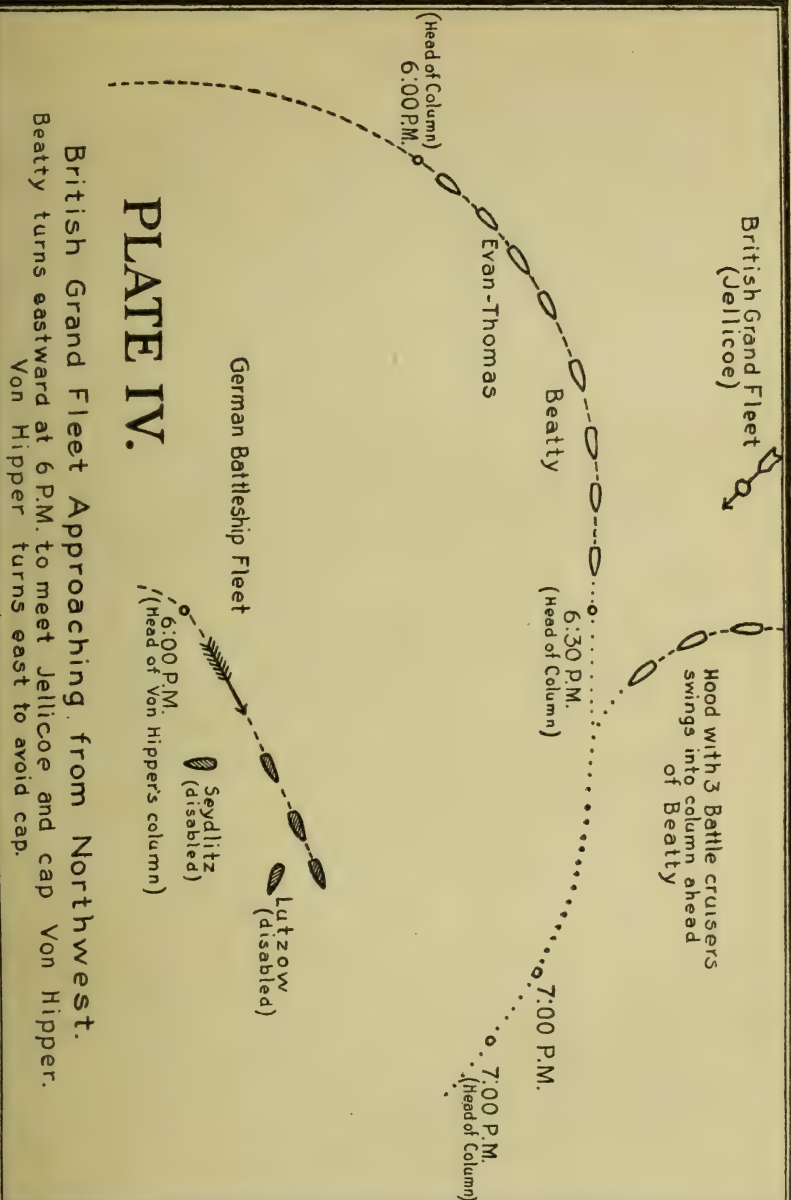 British Grand Fleet
(Jellicoe)
Hood with 3 Battle cruisers
swings into column ahead
of Beatty
(Head of Column)
6:00 P.M.
Evan-Thomas
Beatty
6:30 P.M.
(Head of Column)
7:00 P.M.
7:00 P.M.
(Head of Column)
German Battleship Fleet
6:00 P.M.
(Head of Von Hipper's column)
Seydlitz
(disabled)
Lutzow
(disabled)
PLATE IV.
British Grand Fleet Approaching from Northwest.
Beatty turns eastward at 6 P.M. to meet Jellicoe and cap Von Hipper.
Von Hipper turns east to avoid cap.